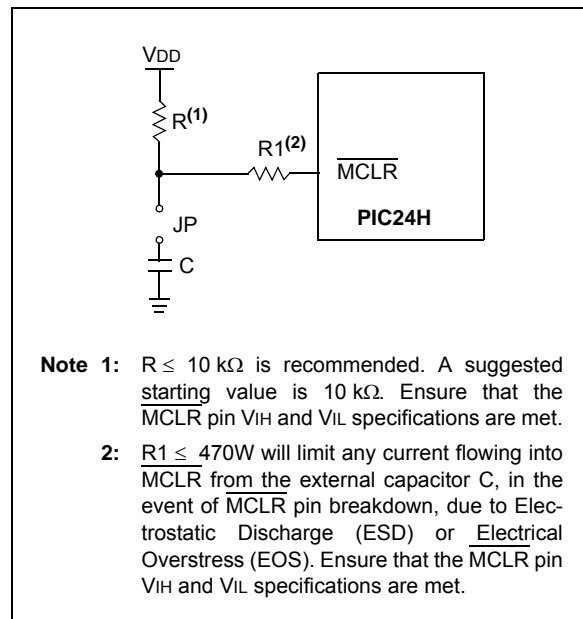 VDD
R(1)
R1(2)
MCLR
PIC24H
JP
C
Note 1: R ≤ 10 kΩ is recommended. A suggested
starting value is 10 kΩ. Ensure that the
MCLR pin VIH and VIL specifications are met.
2: R1 ≤ 470W will limit any current flowing into
MCLR from the external capacitor C, in the
event of MCLR pin breakdown, due to Elec-
trostatic Discharge (ESD) or Electrical
Overstress (EOS). Ensure that the MCLR pin
VIH and VIL specifications are met.